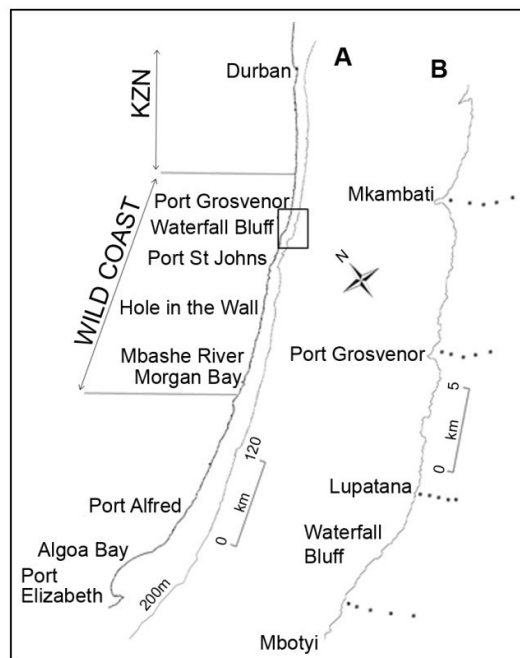 A
B
Durban
KZN
Mkambati
Port Grosvenor
Waterfall Bluff
Port St Johns
WILD COAST
N
Hole in the Wall
Port Grosvenor
Mbashe River
Morgan Bay
5
km
0
120
km
0
Lupatana
Port Alfred
Waterfall
Bluff
Algoa Bay
Port
Elizabeth
200m
Mbotyi